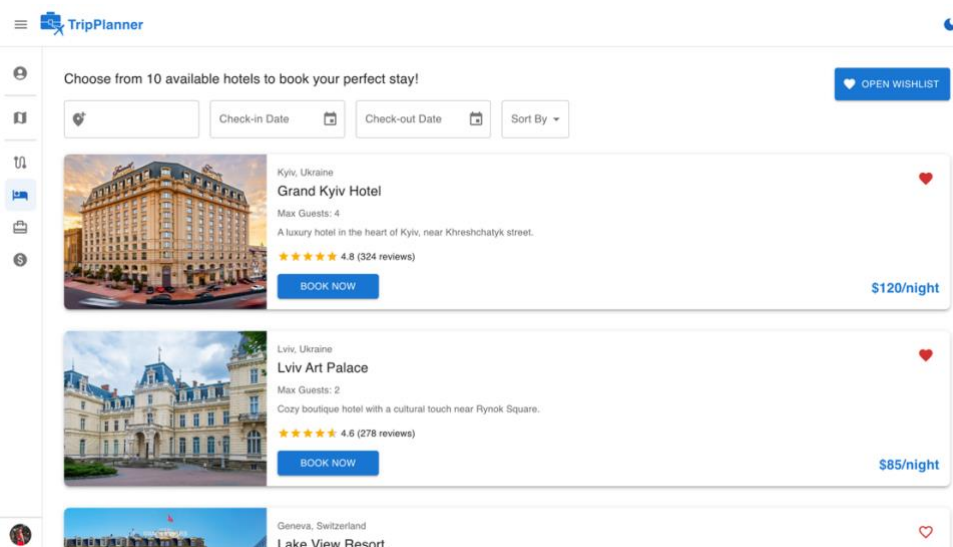 TripPlanner
Choose from 10 available hotels to book your perfect stay!
OPEN WISHLIST
Check-in Date
Check-out Date
Sort By
Kyiv, Ukraine
Grand Kyiv Hotel
Max Guests: 4
A luxury hotel in the heart of Kyiv, near Khreshchatyk street.
4.8 (324 reviews)
BOOK NOW
$120/night
Lviv, Ukraine
Lviv Art Palace
Max Guests: 2
Cozy boutique hotel with a cultural touch near Rynok Square.
4.6 (278 reviews)
BOOK NOW
$85/night
Geneva, Switzerland
Lake View Resort